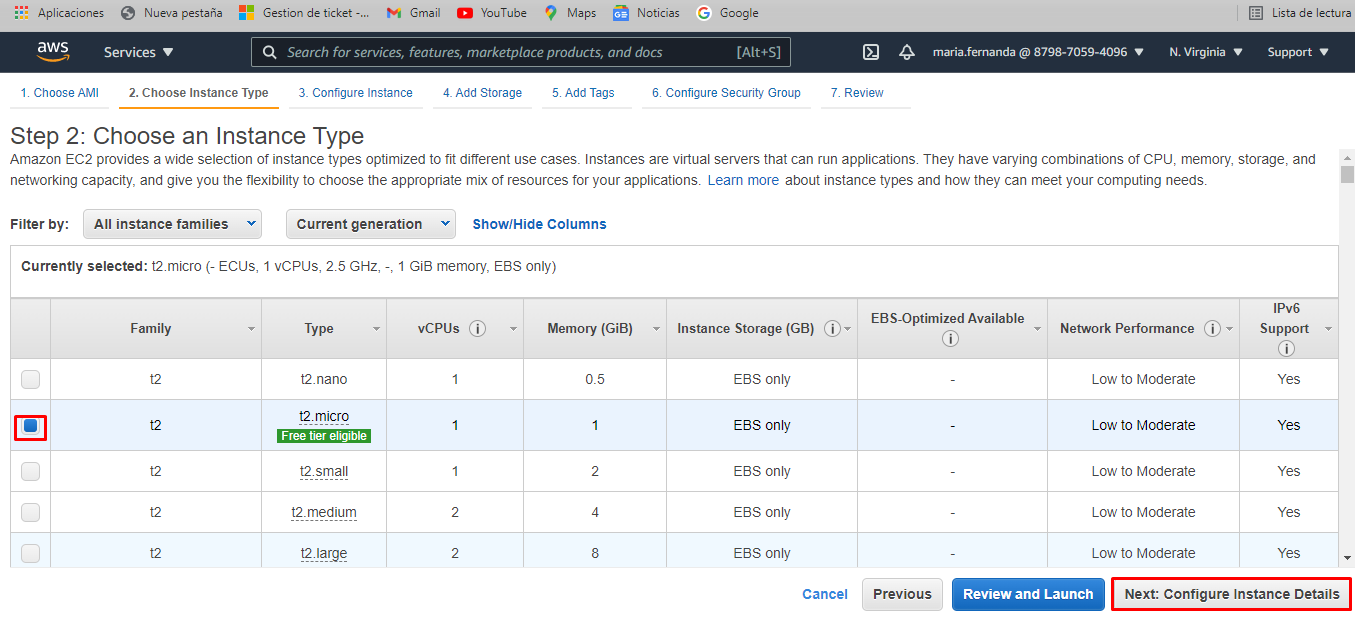 Aplicaciones Nueva pestaña Gestion de ticket -... Gmail YouTube Maps Noticias Google Lista de lectura
aws Services Search for services, features, marketplace products, and docs [Alt+S] maria.fernanda @ 8798-7059-4096 N. Virginia Support
1. Choose AMI 2. Choose Instance Type 3. Configure Instance 4. Add Storage 5. Add Tags 6. Configure Security Group 7. Review
Step 2: Choose an Instance Type
Amazon EC2 provides a wide selection of instance types optimized to fit different use cases. Instances are virtual servers that can run applications. They have varying combinations of CPU, memory, storage, and
networking capacity, and give you the flexibility to choose the appropriate mix of resources for your applications. Learn more about instance types and how they can meet your computing needs.
Filter by: All instance families Current generation Show/Hide Columns
Currently selected: t2.micro (- ECUs, 1 vCPUs, 2.5 GHz, -, 1 GiB memory, EBS only)
Family Type vCPUs Memory (GiB) Instance Storage (GB) EBS-Optimized Available Network Performance IPv6 Support
t2 t2.nano 1 0.5 EBS only - Low to Moderate Yes
t2 t2.micro 1 1 EBS only - Low to Moderate Yes
Free tier eligible
t2 t2.small 1 2 EBS only - Low to Moderate Yes
t2 t2.medium 2 4 EBS only - Low to Moderate Yes
t2 t2.large 2 8 EBS only - Low to Moderate Yes
Cancel Previous Review and Launch Next: Configure Instance Details